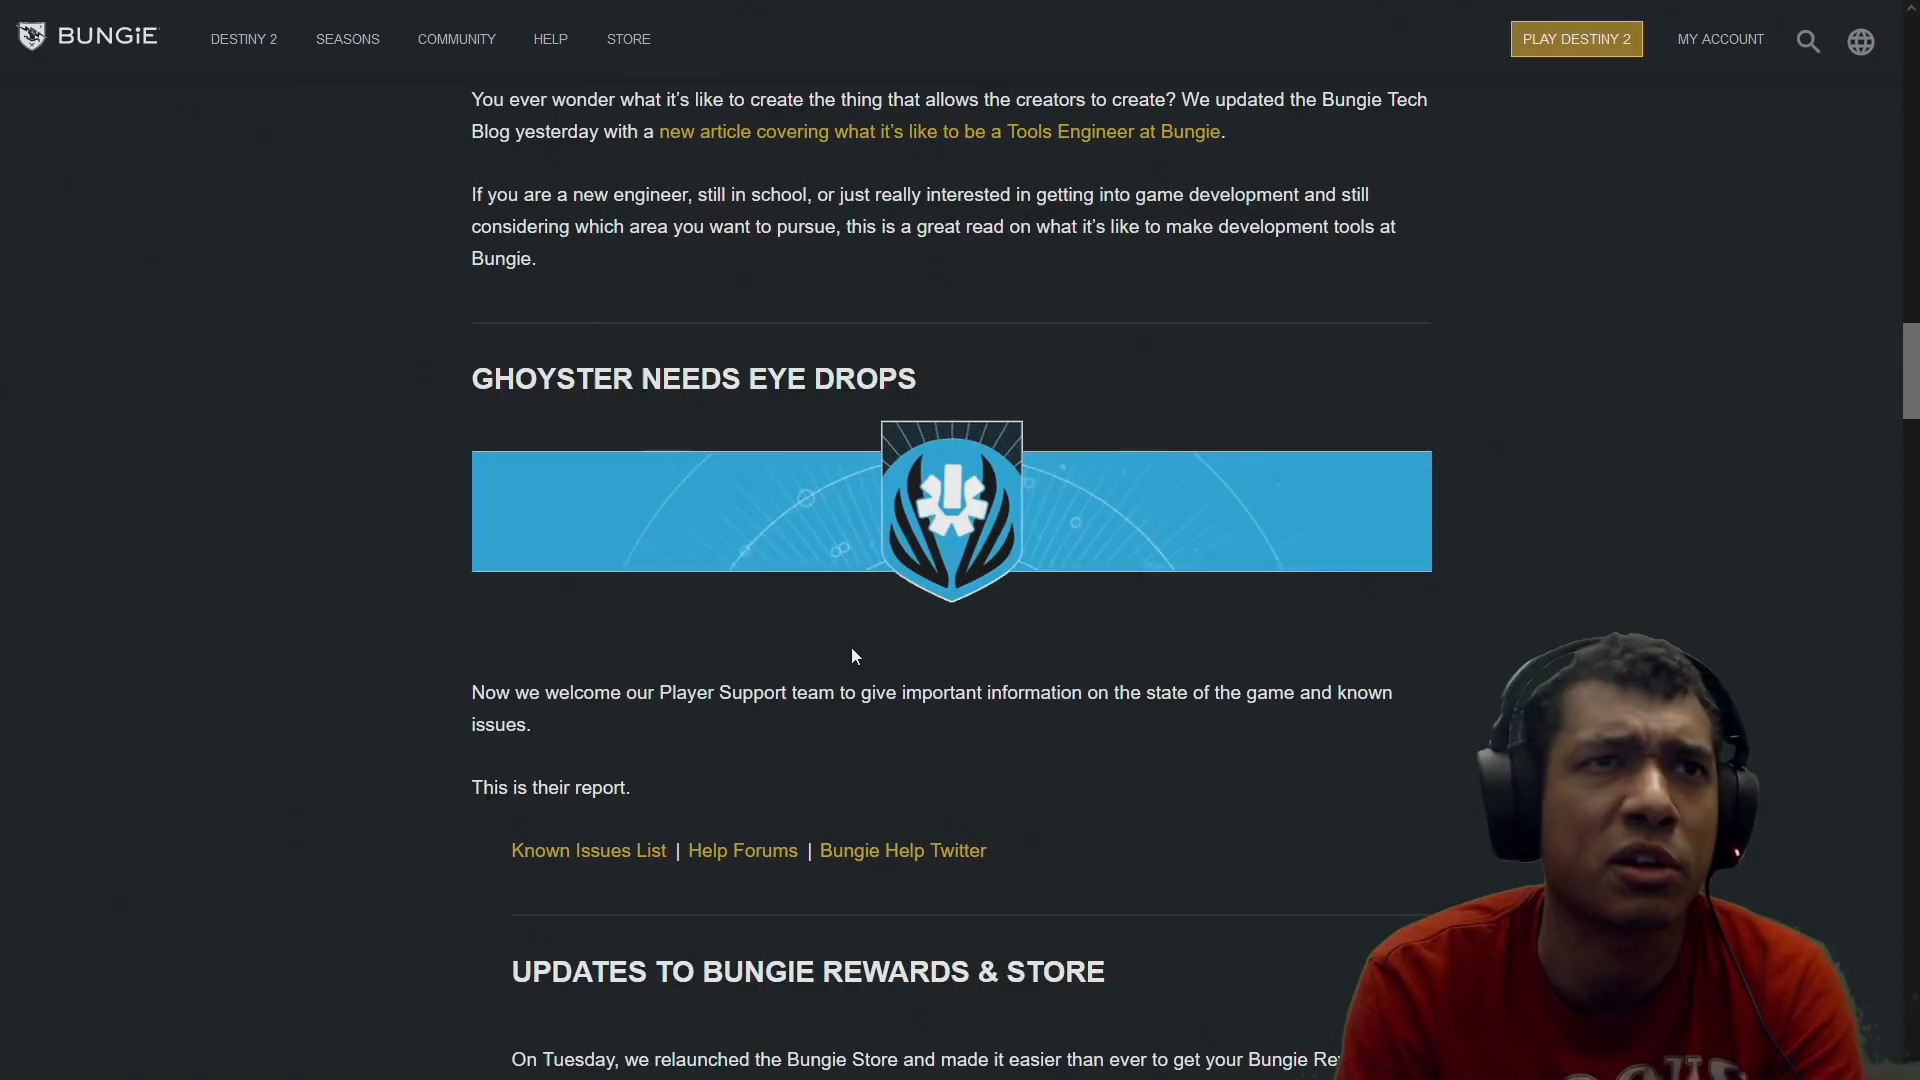 BUNGiE
DESTINY 2
SEASONS
COMMUNITY
HELP
STORE
PLAY DESTINY 2
MY ACCOUNT
You ever wonder what it’s like to create the thing that allows the creators to create? We updated the Bungie Tech
Blog yesterday with a new article covering what it’s like to be a Tools Engineer at Bungie.
If you are a new engineer, still in school, or just really interested in getting into game development and still
considering which area you want to pursue, this is a great read on what it’s like to make development tools at
Bungie.
GHOYSTER NEEDS EYE DROPS
Now we welcome our Player Support team to give important information on the state of the game and known
issues.
This is their report.
Known Issues List | Help Forums | Bungie Help Twitter
UPDATES TO BUNGIE REWARDS & STORE
On Tuesday, we relaunched the Bungie Store and made it easier than ever to get your Bungie Re